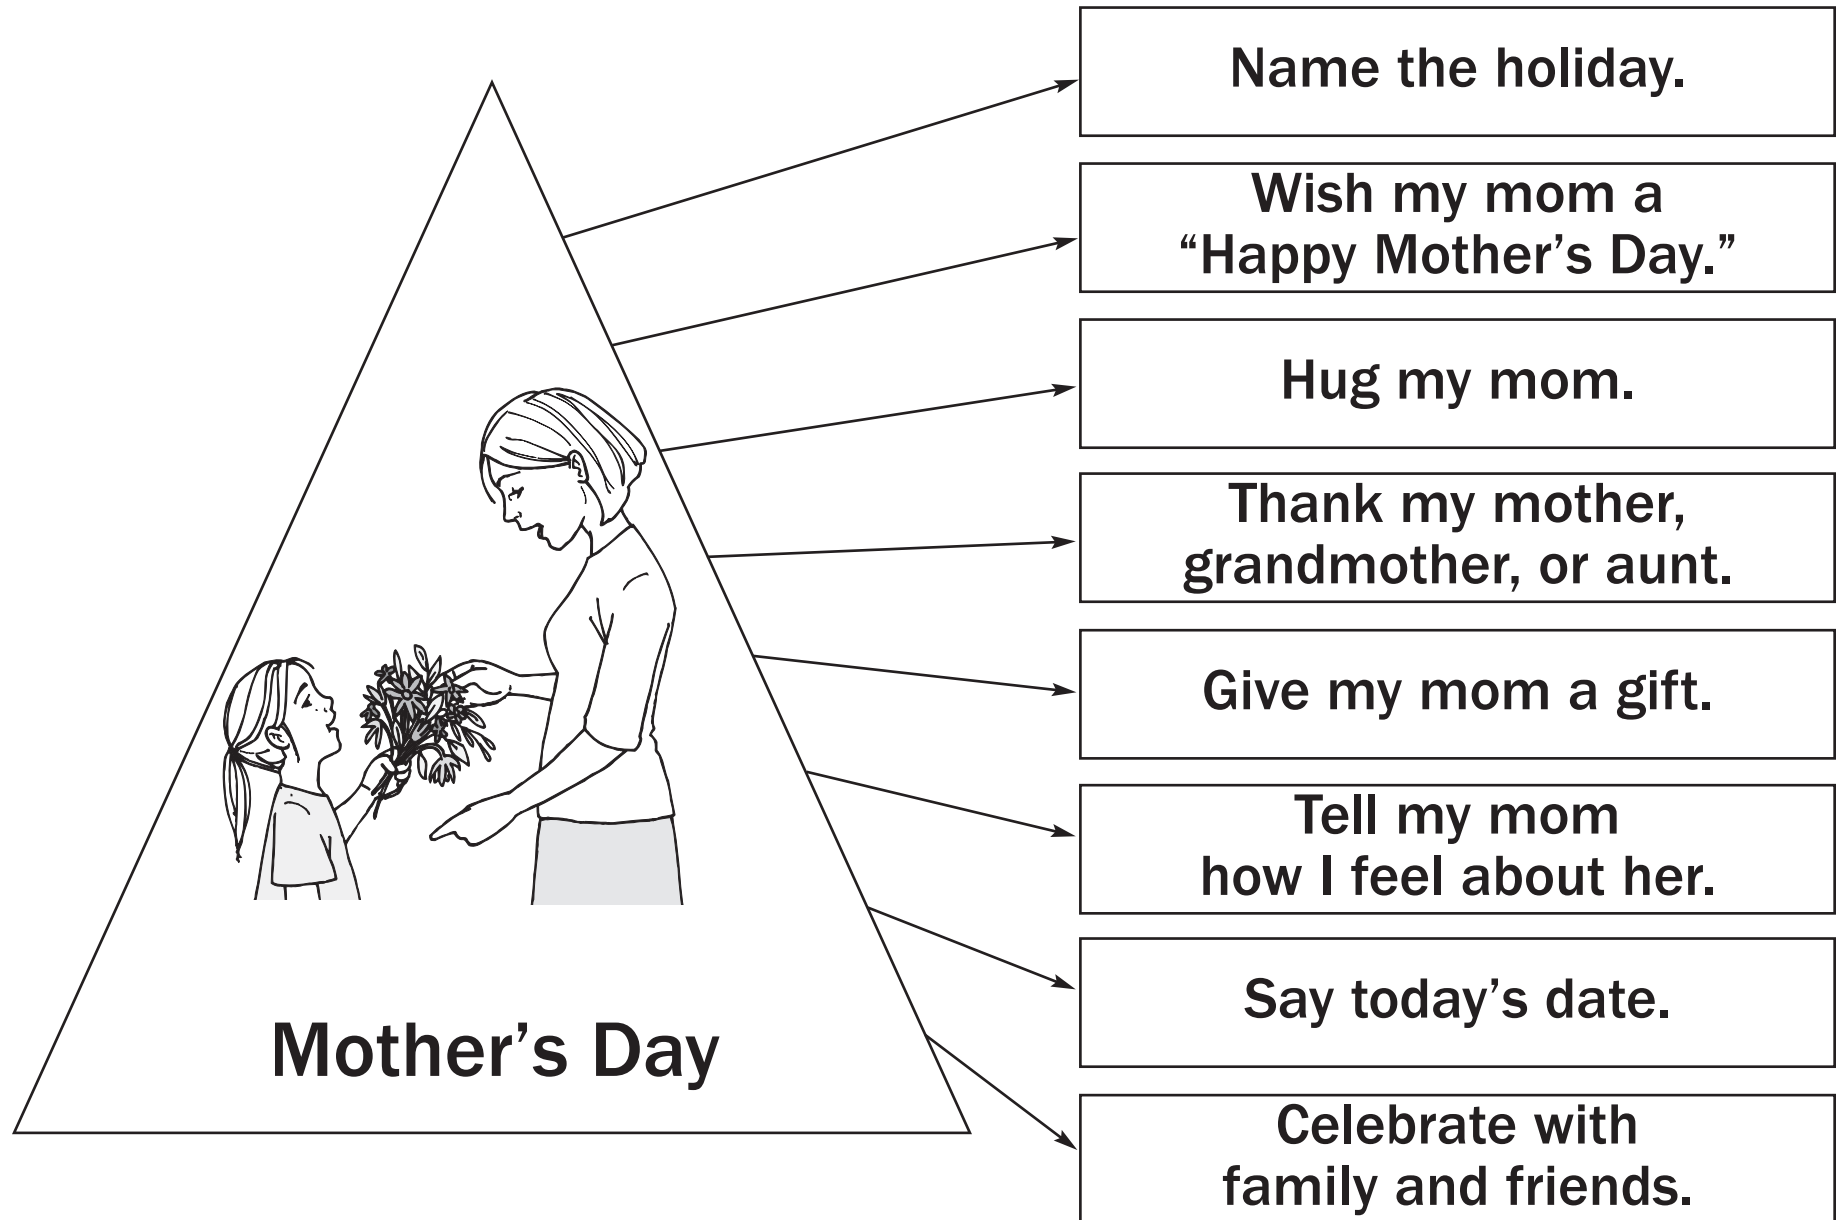 Name the holiday.
Wish my mom a
“Happy Mother’s Day.”
Hug my mom.
Thank my mother,
grandmother, or aunt.
Give my mom a gift.
Tell my mom
how I feel about her.
Say today’s date.
Celebrate with
family and friends.
Mother’s Day